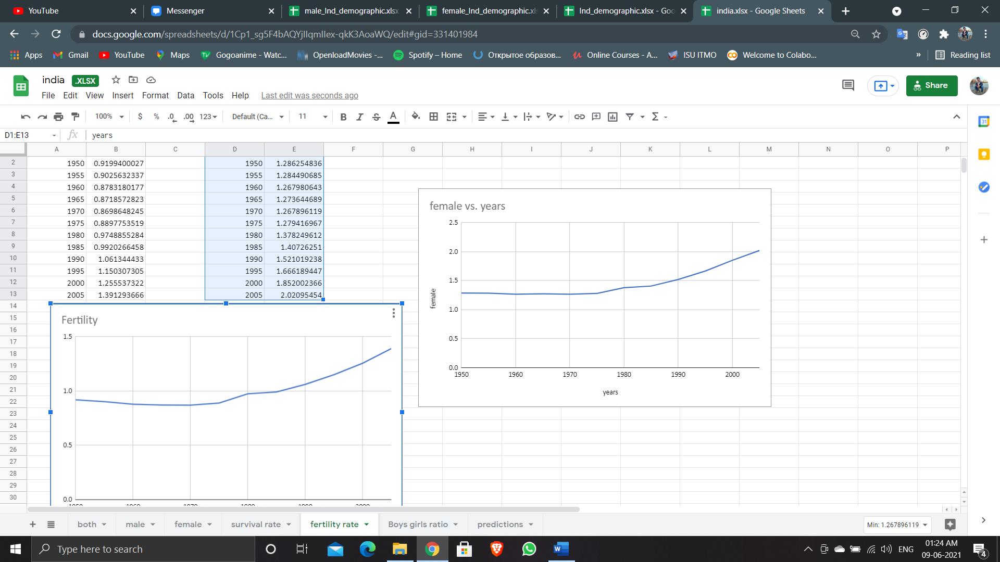 YouTube
Messenger
male_Ind_demographic.xlsx
female_Ind_demographic.xls
Ind_demographic.xlsx - Goo
india.xlsx - Google Sheets
docs.google.com/spreadsheets/d/1Cp1_sg5F4bAQYjIlqmIlex-qkK3AoaWQ/edit#gid=331401984
Apps Gmail YouTube Maps Gogoanime - Watc... OpenloadMovies -... Spotify – Home Открытое образов... Online Courses - A... ISU ITMO Welcome to Colabo... » Reading list
india .XLSX
Share
File Edit View Insert Format Data Tools Help Last edit was seconds ago
100% $ % .0 .00 123 Default (Ca... 11 B I S A Σ
D1:E13 fx years
A B C D E F G H I J K L M N O P
2 1950 0.9199400027 1950 1.286254836
3 1955 0.9025632337 1955 1.284490685
4 1960 0.8783180177 1960 1.267980643
5 1965 0.8718572823 1965 1.273644689
6 1970 0.8698648245 1970 1.267896119
7 1975 0.8897753519 1975 1.279416967
8 1980 0.9748855284 1980 1.378249612
9 1985 0.9920266458 1985 1.40726251
10 1990 1.061344433 1990 1.521019238
11 1995 1.150307305 1995 1.666189447
12 2000 1.255537322 2000 1.852002366
13 2005 1.391293666 2005 2.02095454
14
15
16
17
18
19
20
21
22
23
24
25
26
27
28
29
30
female vs. years
2.5
2.0
1.5
1.0
0.5
0.0
female
1950 1960 1970 1980 1990 2000
years
Fertility
1.5
1.0
0.5
0.0
1950 1960 1970 1980 1990 2000
31
+ both male female survival rate fertility rate Boys girls ratio predictions
Min: 1.267896119
Type here to search
ENG
01:24 AM
09-06-2021
4